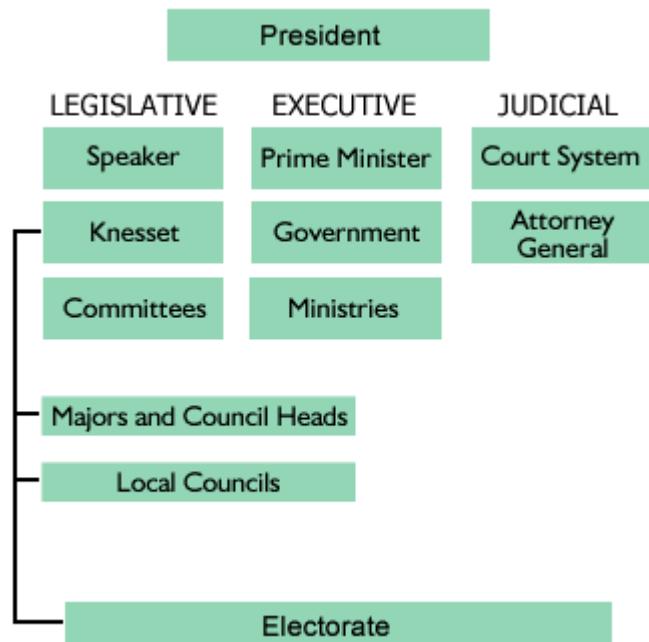 President
LEGISLATIVE EXECUTIVE JUDICIAL
Speaker Prime Minister Court System
Knesset Government Attorney
General
Committees Ministries
Majors and Council Heads
Local Councils
Electorate